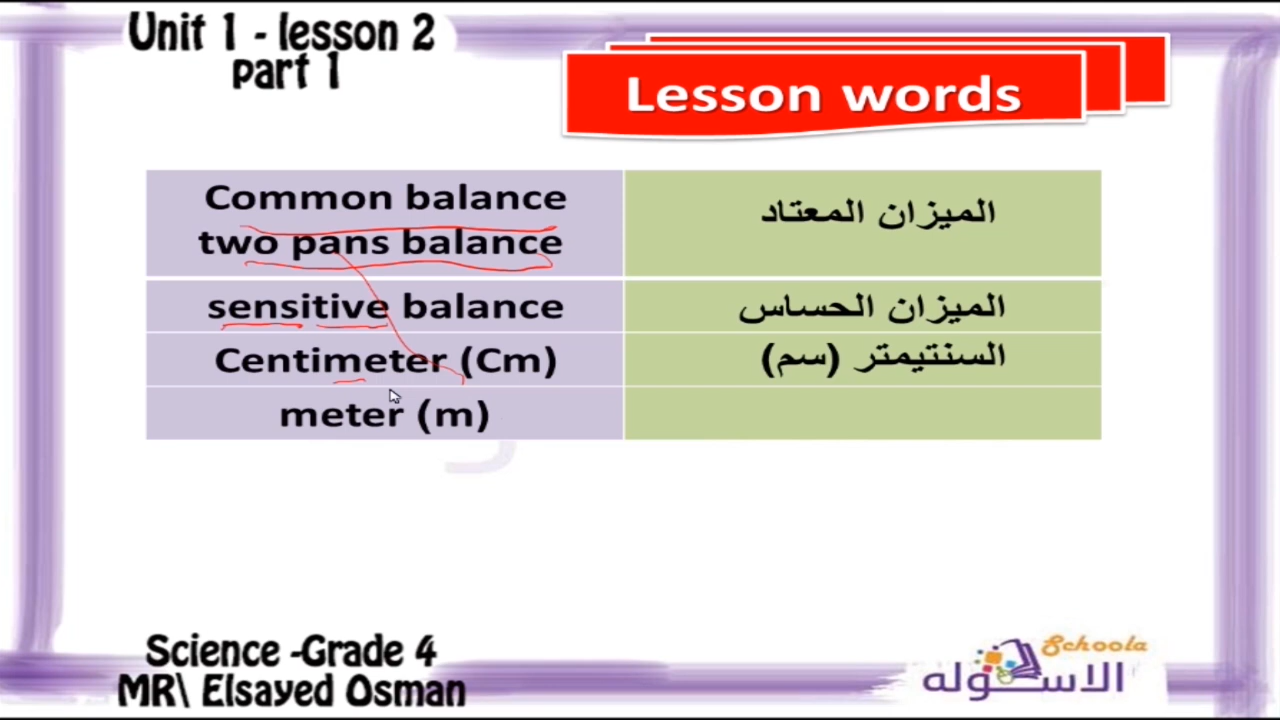 Unit 1 - lesson 2
part 1
Lesson words
Common balance
two pans balance
الميزان المعتاد
sensitive balance
الميزان الحساس
Centimeter (Cm)
السنتيمتر (سم)
meter (m)
Science -Grade 4
MR\ Elsayed Osman
Schoola
الاسكوله